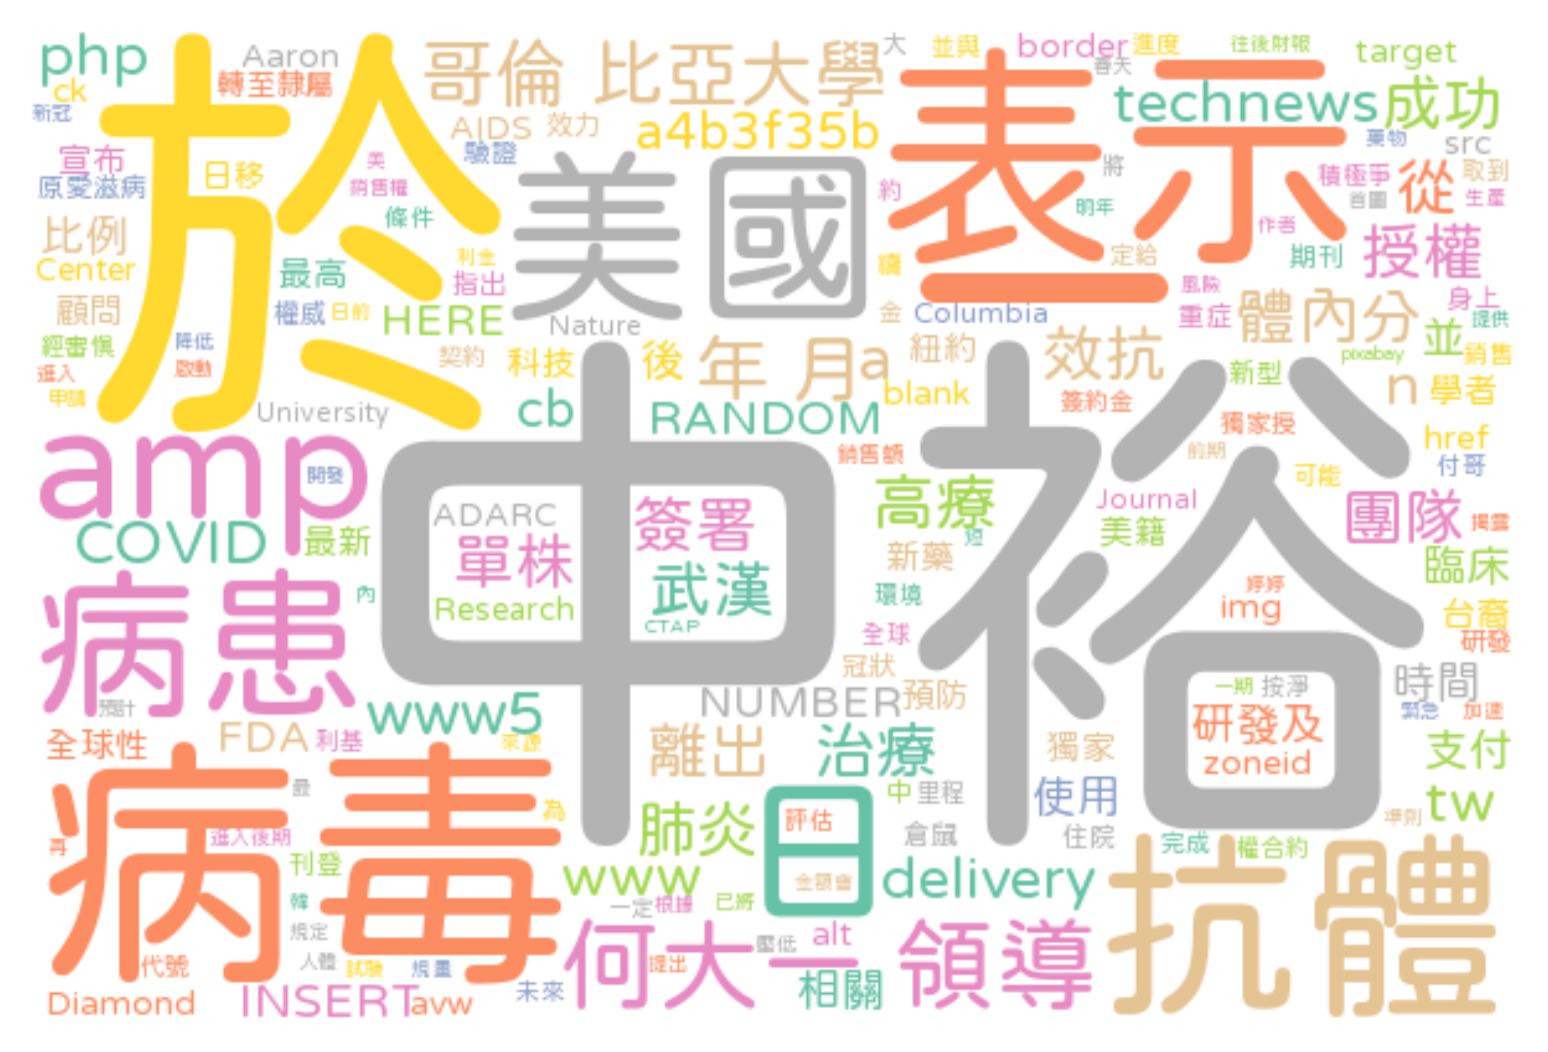 php
Aaron
哥倫比亞大學
大
並與
border
進度
往後財報
target
ck
轉至隸屬
於
表示
春天
technews
成功
新冠
AIDS
效力
a4b3f35b
藥物
src
宣布
日移
美
驗證
美國
將
積極爭
從
取到
原愛滋病
銷售權
約
明年
首圖
生產
比例
條件
作者
授權
Center
最高
利金
指出
續
定給
期刊
顧問
權威
日前
HERE
Nature
金
Columbia
風險
重症
體內分
身上
提供
經審慎
降低
契約
科技
後
年
月
a
紐約
效抗
pixabay
並
銷售
進入
啟動
新型
n
學者
申請
University
cb
RANDOM
blank
簽約金
獨家授
href
amp
開發
中裕
銷售額
前期
可能
付哥
ADARC
簽署
高療
Journal
團隊
揭露
COVID
最新
單株
短
美籍
新藥
臨床
病患
內
Research
武漢
CTAP
環境
婷婷
img
台裔
全球
研發
冠狀
預計
www5
NUMBER
預防
一期
按淨
時間
緊急
加速
全球性
FDA
利基
來源
離出
治療
獨家
研發及
zoneid
支付
病毒
最
為
肺炎
日
評估
中
里程
使用
tw
準則
再
進入後期
倉鼠
住院
完成
權合約
刊登
www
金額會
delivery
抗體
韓
一定
根據
已將
規定
何大一
壓低
alt
領導
代號
人體
試驗
規畫
提出
Diamond
INSERT
avw
未來
相關